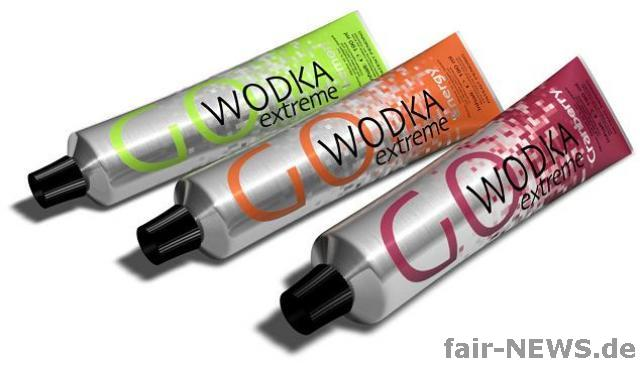 GO
WODKA
extreme
GO
WODKA
extreme
Energy
GO
WODKA
extreme
Cranberry
fair-NEWS.de